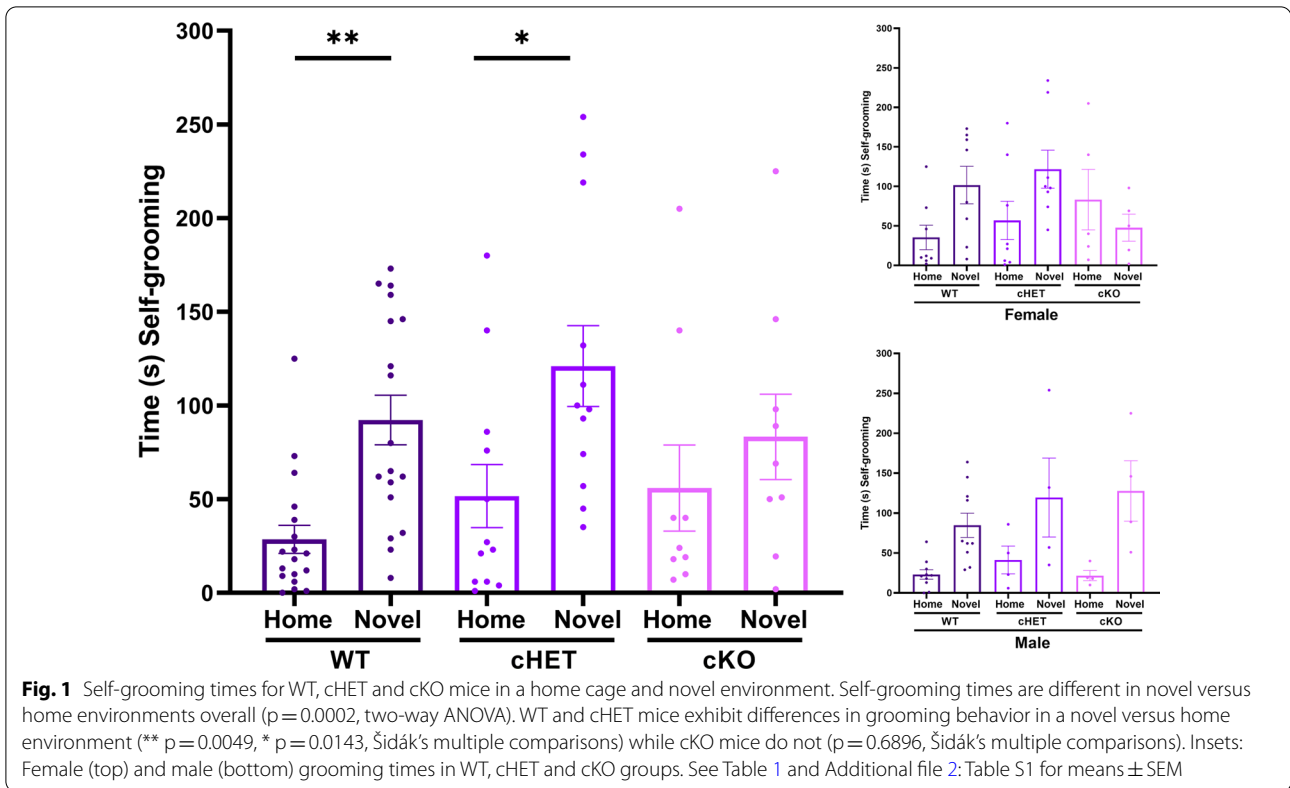 ** *
Time (s) Self-grooming
300
250
200
150
100
50
0
Home Novel Home Novel Home Novel
WT cHET cKO
Time (s) Self-grooming
300
250
200
150
100
50
0
Home Novel Home Novel Home Novel
WT cHET cKO
Female
Time (s) Self-grooming
300
250
200
150
100
50
0
Home Novel Home Novel Home Novel
WT cHET cKO
Male
Fig. 1 Self-grooming times for WT, cHET and cKO mice in a home cage and novel environment. Self-grooming times are different in novel versus
home environments overall (p = 0.0002, two-way ANOVA). WT and cHET mice exhibit differences in grooming behavior in a novel versus home
environment (** p = 0.0049, * p = 0.0143, Šidák’s multiple comparisons) while cKO mice do not (p = 0.6896, Šidák’s multiple comparisons). Insets:
Female (top) and male (bottom) grooming times in WT, cHET and cKO groups. See Table 1 and Additional file 2: Table S1 for means ± SEM